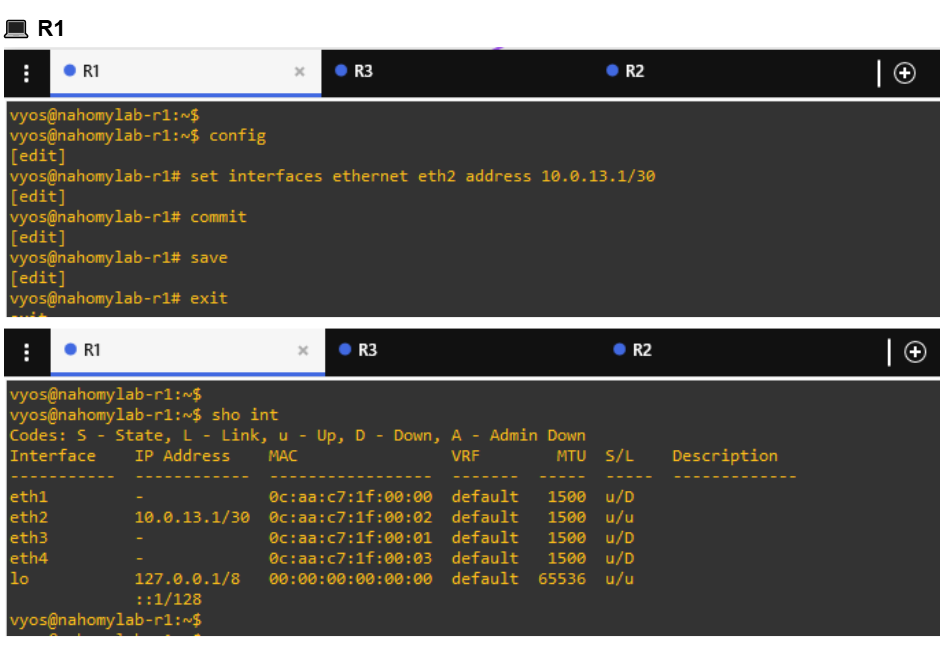 R1
R1 × R3 R2
vyos@nahomylab-r1:~$
vyos@nahomylab-r1:~$ config
[edit]
vyos@nahomylab-r1# set interfaces ethernet eth2 address 10.0.13.1/30
[edit]
vyos@nahomylab-r1# commit
[edit]
vyos@nahomylab-r1# save
[edit]
vyos@nahomylab-r1# exit
R1 × R3 R2
vyos@nahomylab-r1:~$
vyos@nahomylab-r1:~$ sho int
Codes: S - State, L - Link, u - Up, D - Down, A - Admin Down
Interface IP Address MAC VRF MTU S/L Description
----------- ------------ ----------------- ------- ----- ----- -------------
eth1 - 0c:aa:c7:1f:00:00 default 1500 u/D
eth2 10.0.13.1/30 0c:aa:c7:1f:00:02 default 1500 u/u
eth3 - 0c:aa:c7:1f:00:01 default 1500 u/D
eth4 - 0c:aa:c7:1f:00:03 default 1500 u/D
lo 127.0.0.1/8 00:00:00:00:00:00 default 65536 u/u
::1/128
vyos@nahomylab-r1:~$